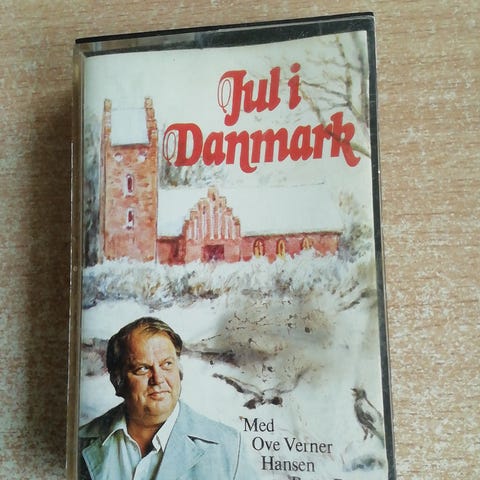 Jul i
Danmark
Med
Ove Verner
Hansen